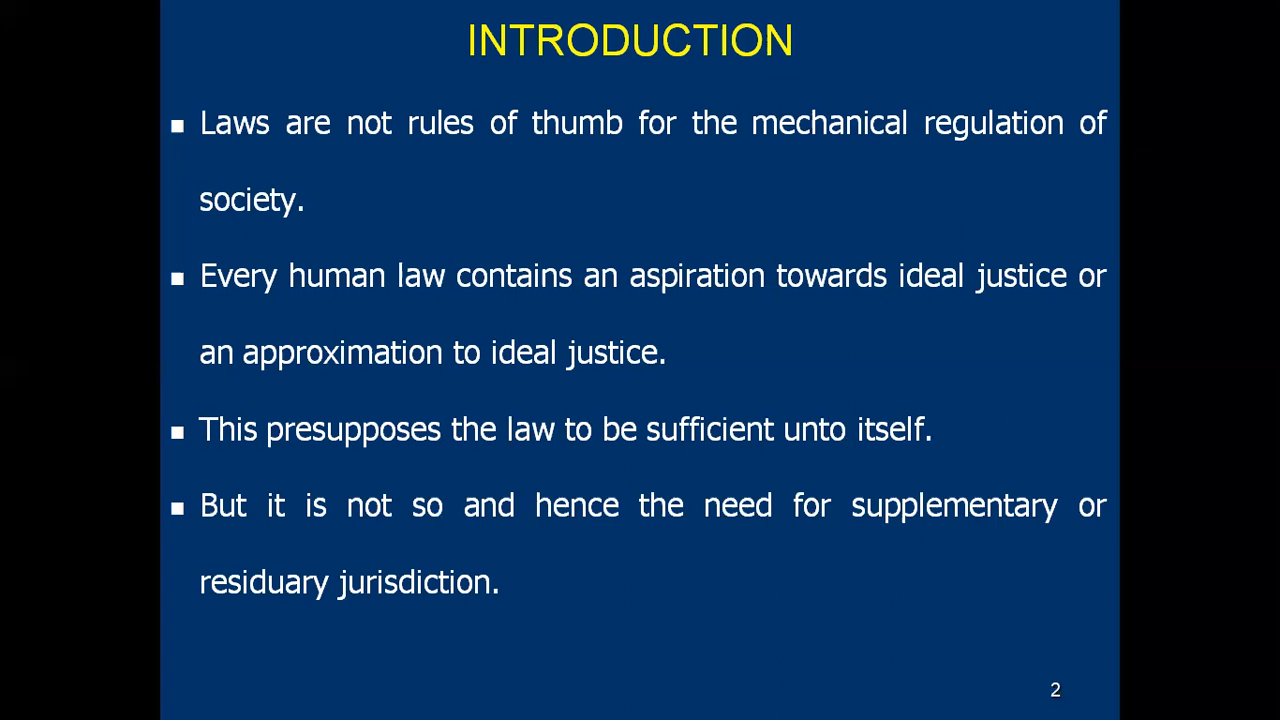 INTRODUCTION
Laws are not rules of thumb for the mechanical regulation of
society.
Every human law contains an aspiration towards ideal justice or
an approximation to ideal justice.
This presupposes the law to be sufficient unto itself.
But it is not so and hence the need for supplementary or
residuary jurisdiction.
2